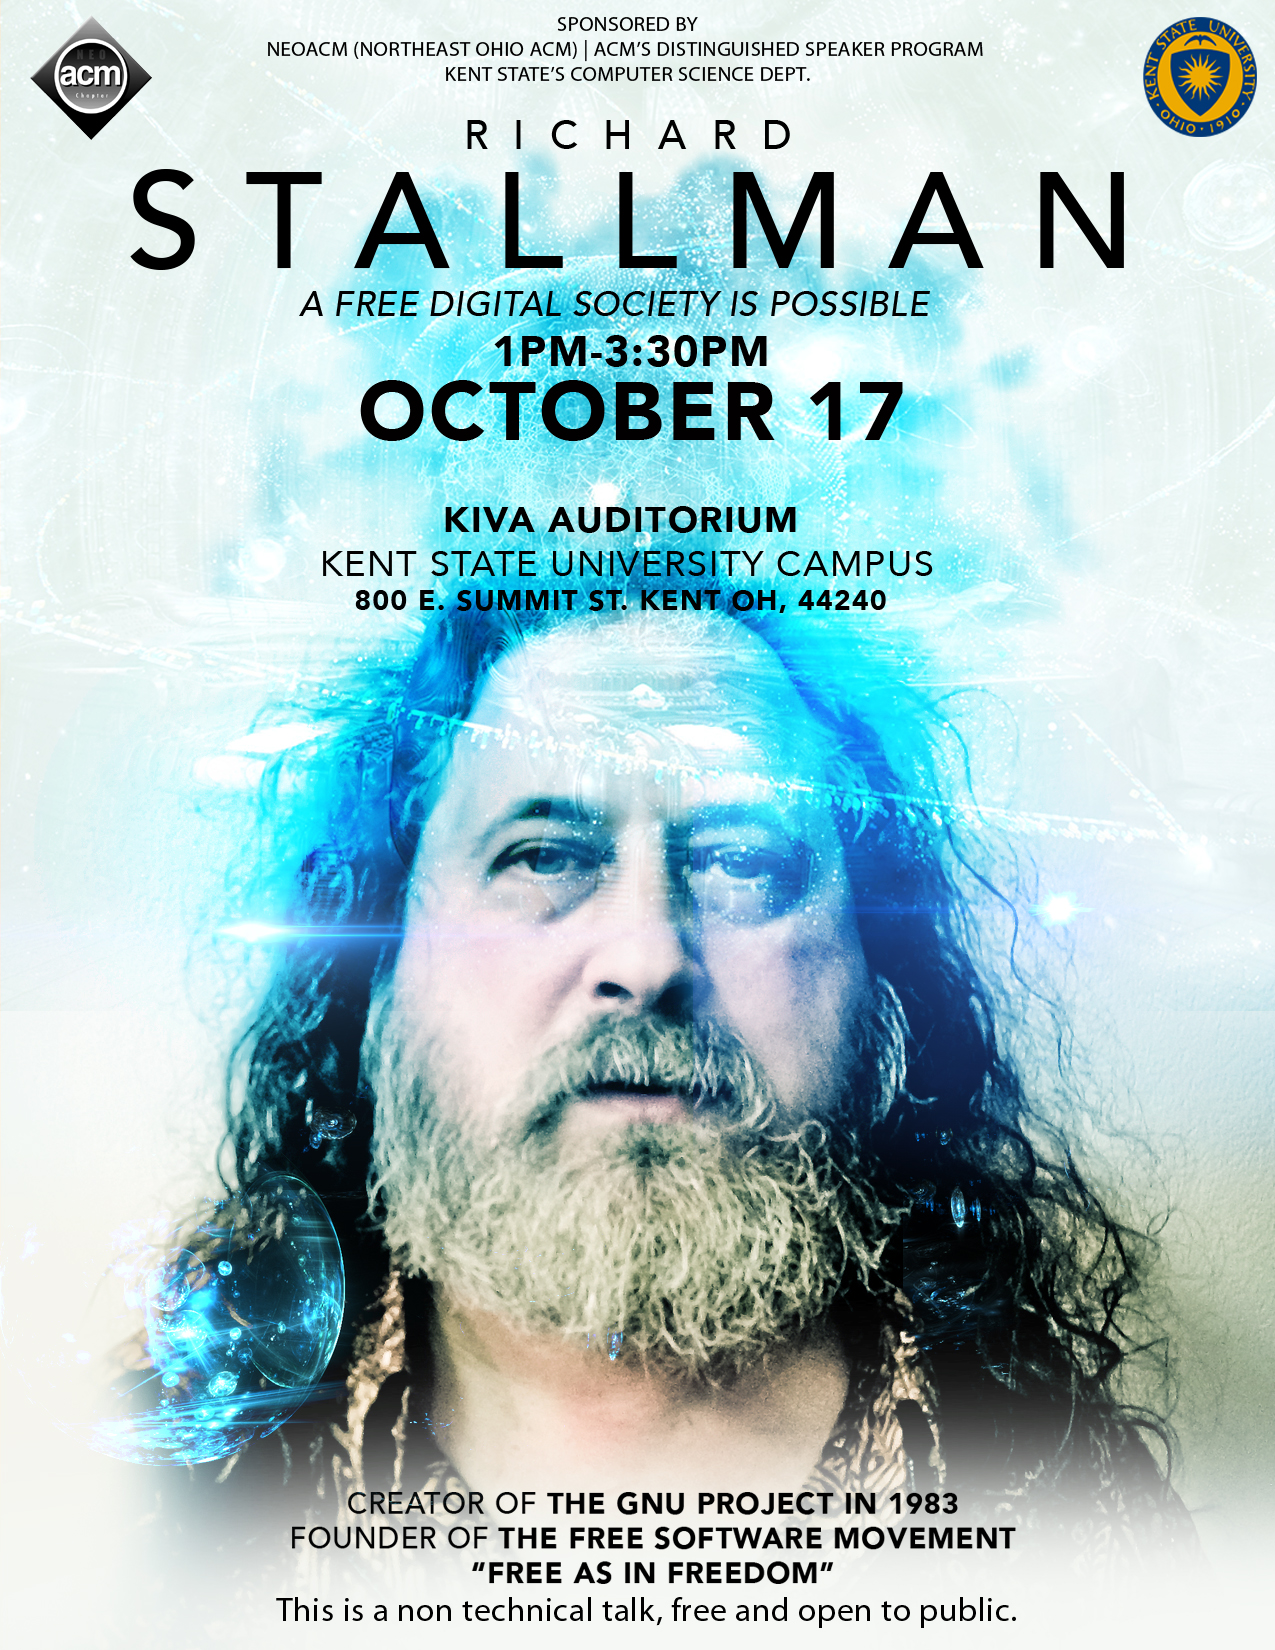 SPONSORED BY
NEOACM (NORTHEAST OHIO ACM) | ACM'S DISTINGUISHED SPEAKER PROGRAM
KENT STATE'S COMPUTER SCIENCE DEPT.
NEO
acm
Chapter
KENT STATE UNIVERSITY · OHIO · 1910 ·
RICHARD
STALLMAN
A FREE DIGITAL SOCIETY IS POSSIBLE
1PM-3:30PM
OCTOBER 17
KIVA AUDITORIUM
KENT STATE UNIVERSITY CAMPUS
800 E. SUMMIT ST. KENT OH, 44240
CREATOR OF THE GNU PROJECT IN 1983
FOUNDER OF THE FREE SOFTWARE MOVEMENT
“FREE AS IN FREEDOM”
This is a non technical talk, free and open to public.